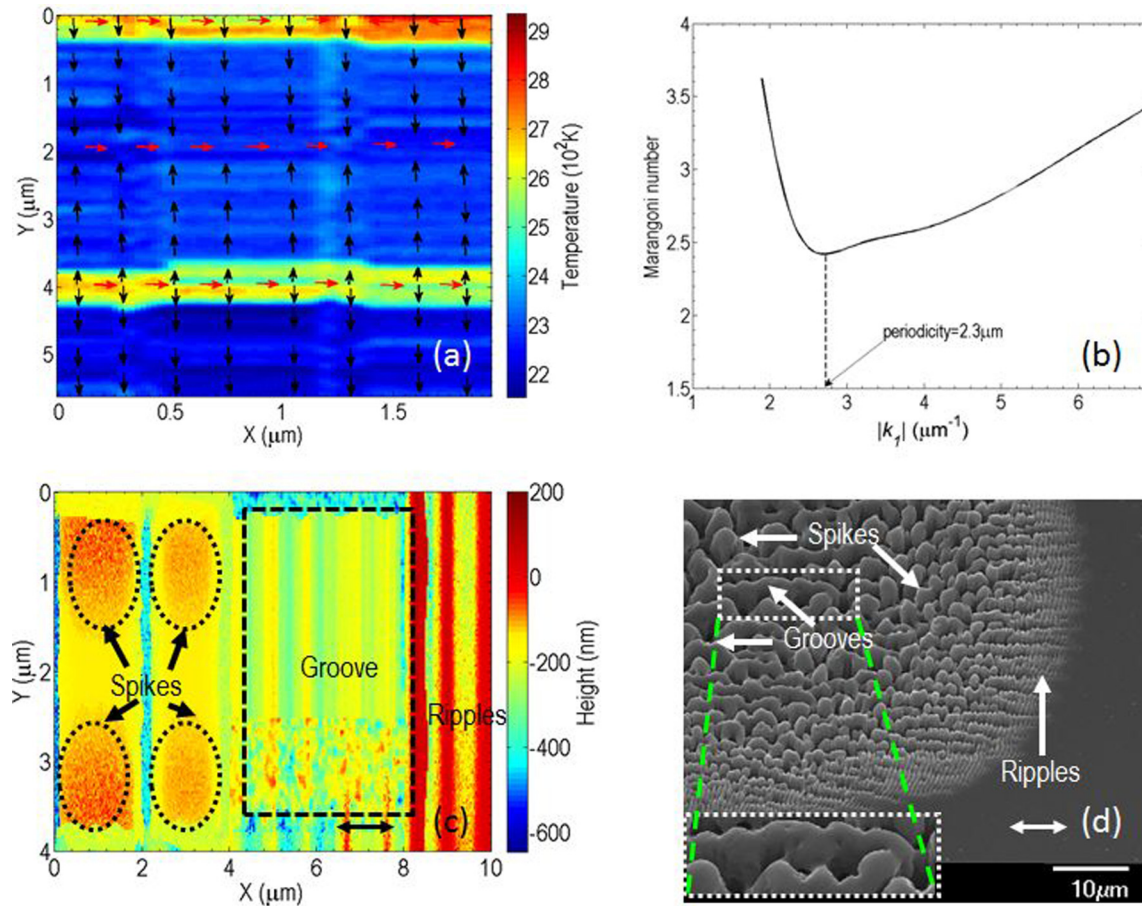 0
1
2
3
4
5
Y (μm)
0
0.5
1
1.5
X (μm)
(a)
29
28
27
26
25
24
23
22
Temperature (10²K)
4
3.5
3
2.5
2
1.5
Marangoni number
1
2
3
4
5
6
|k₁| (μm⁻¹)
periodicity=2.3μm
(b)
0
1
2
3
4
Y (μm)
0
2
4
6
8
10
X (μm)
Spikes
Groove
Ripples
(c)
200
0
-200
-400
-600
Height (nm)
Spikes
Grooves
Ripples
(d)
10μm